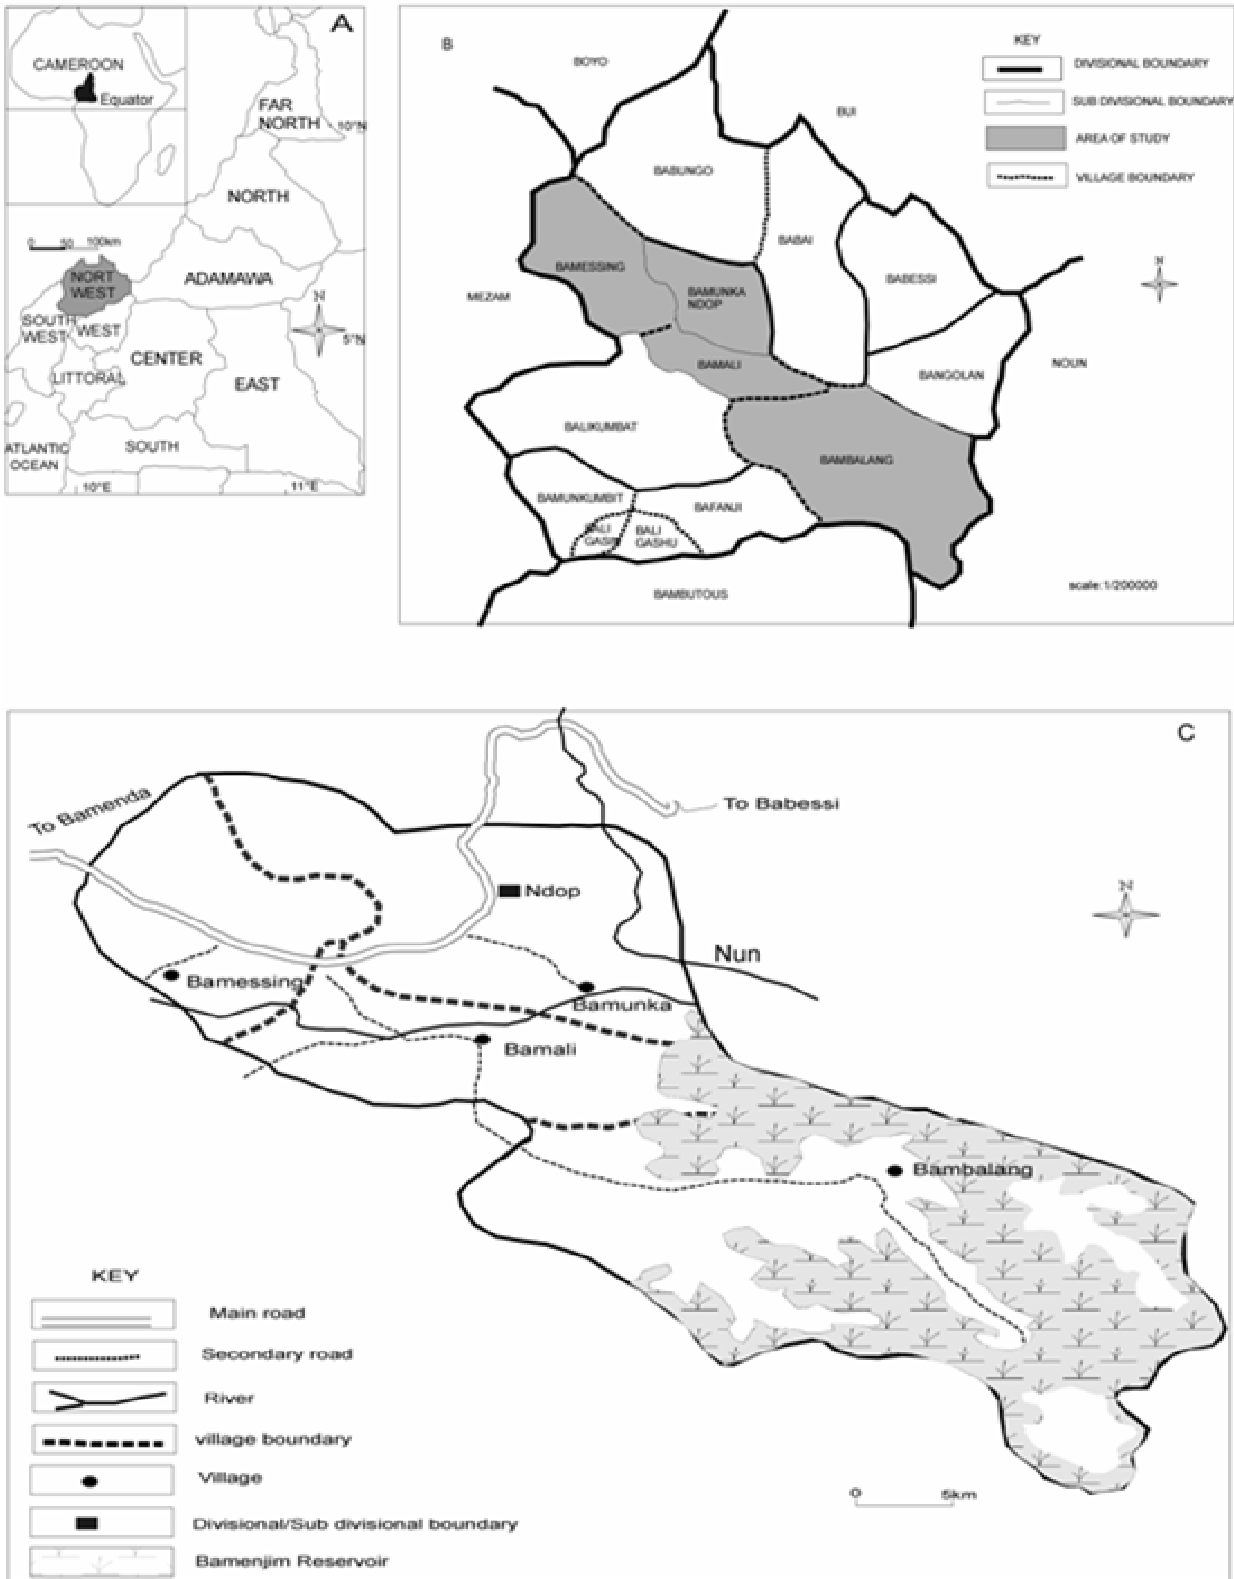 A
CAMEROON
Equator
FAR
NORTH
10°N
NORTH
0 50 100km
NORT
WEST
ADAMAWA
N
SOUTH
WEST
WEST
5°N
CENTER
LITTORAL
EAST
ATLANTIC
OCEAN
SOUTH
10°E
11°E
B
BOYO
BUI
KEY
DIVISIONAL BOUNDARY
SUB DIVISIONAL BOUNDARY
AREA OF STUDY
VILLAGE BOUNDARY
BABUNGO
BABAI
BABESSI
N
BAMESSING
BAMUNKA
NDOP
MEZAM
BAMALI
BANGOLAN
NOUN
BALIKUMBAT
BAMBALANG
BAMUNKUMBIT
BAFANJI
BALI
GASIN
BALI
GASHU
BAMBUTOUS
scale:1/200000
C
To Bamenda
To Babessi
Ndop
N
Nun
Bamessing
Bamunka
Bamali
Bambalang
KEY
Main road
Secondary road
River
village boundary
Village
Divisional/Sub divisional boundary
Bamenjim Reservoir
0 5km